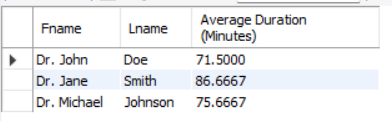 Fname Lname Average Duration (Minutes)
Dr. John Doe 71.5000
Dr. Jane Smith 86.6667
Dr. Michael Johnson 75.6667